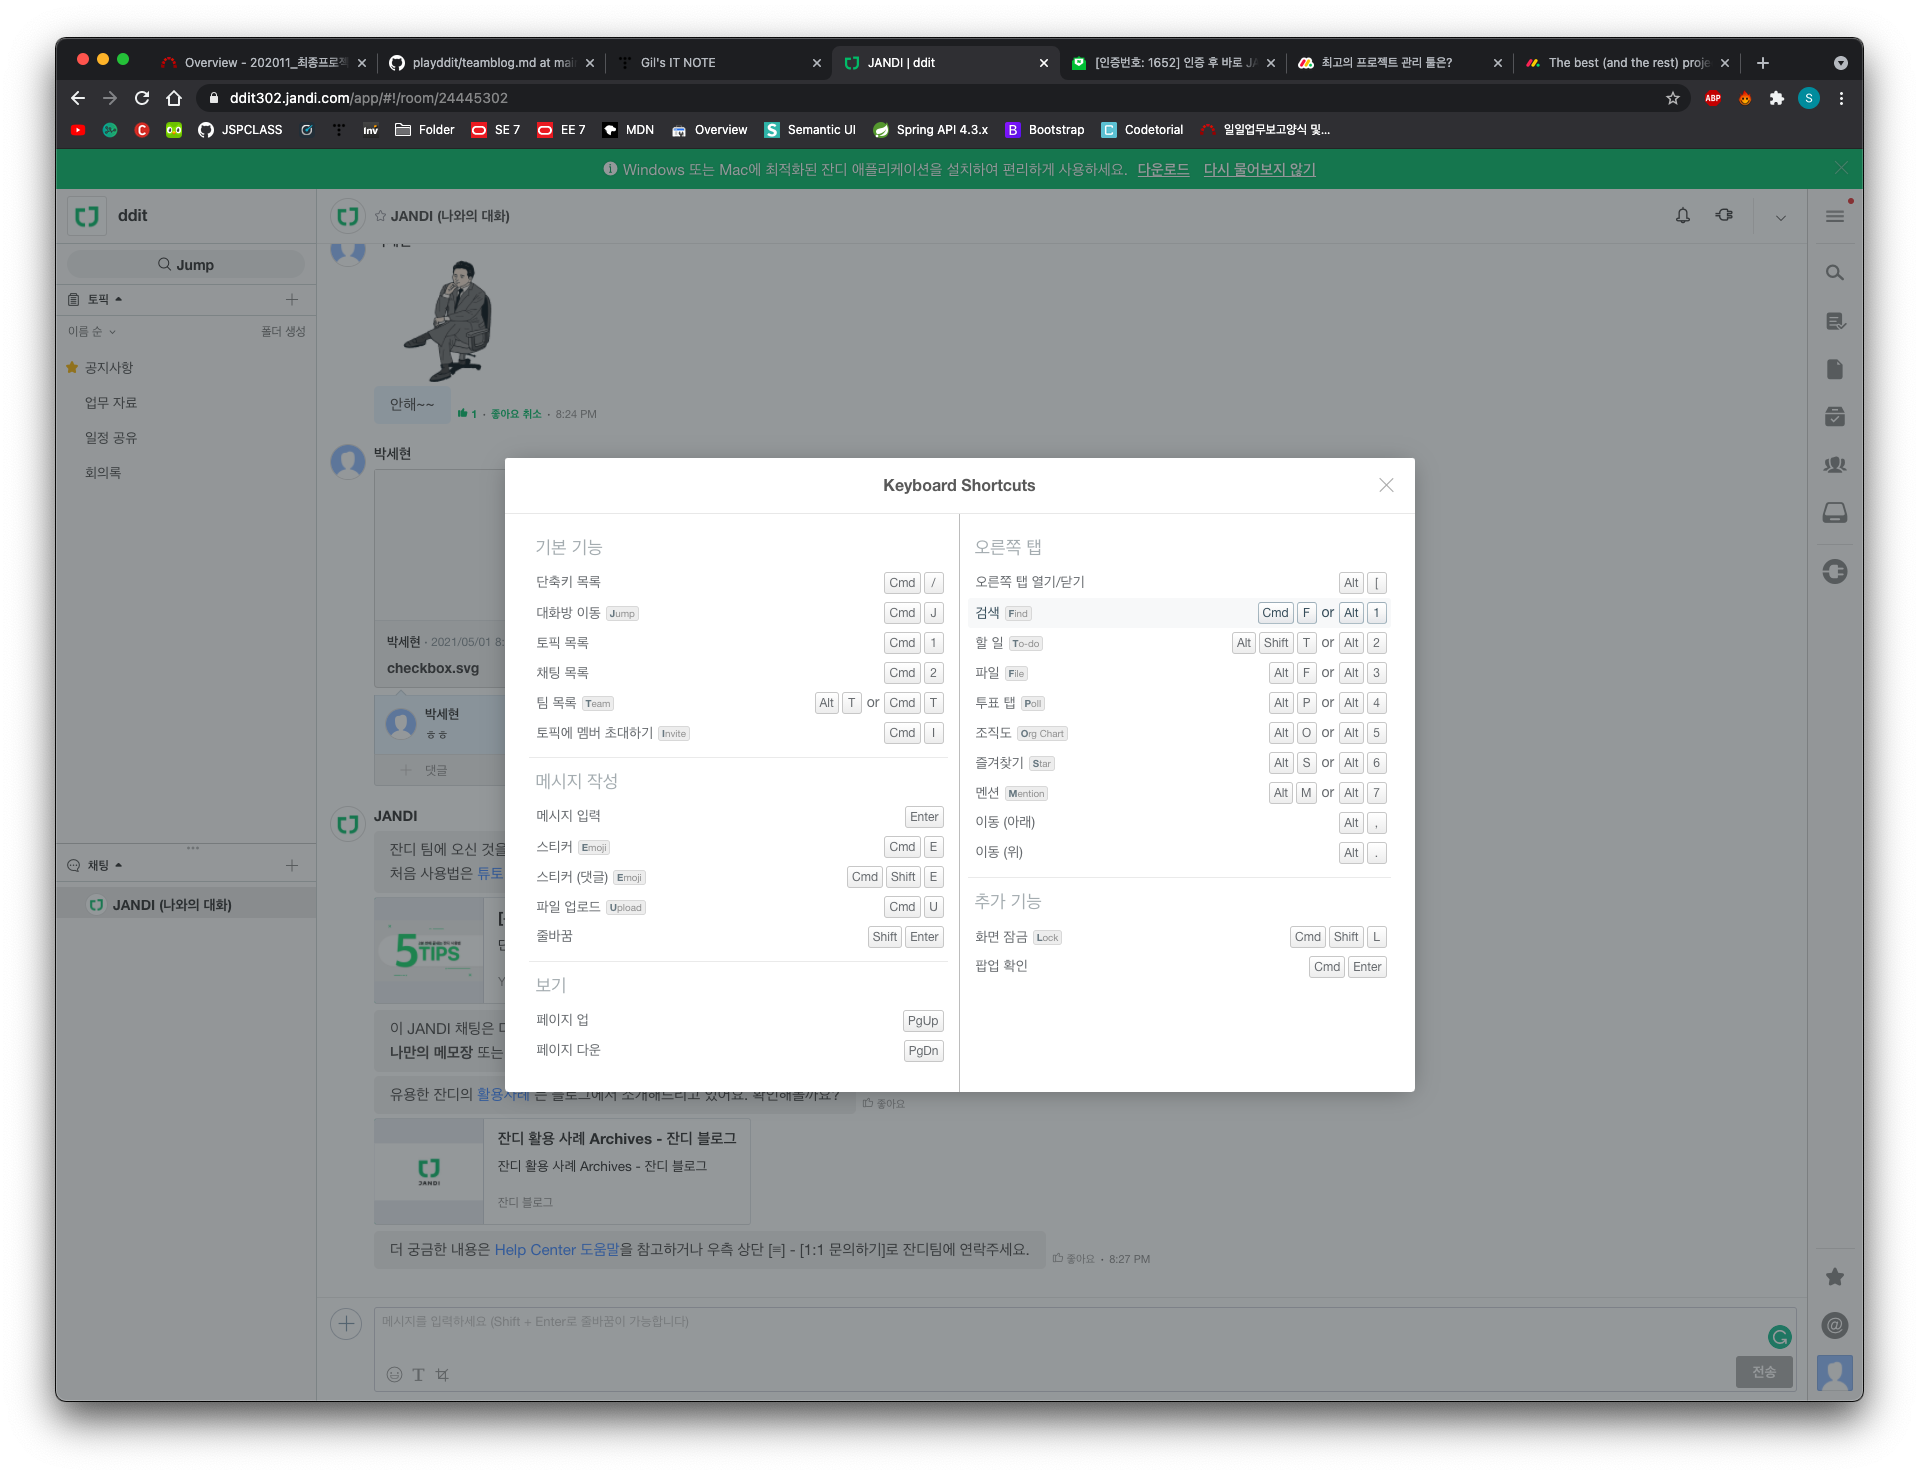 Overview - 202011_최종프로젝
playddit/teamblog.md at mai
Gil's IT NOTE
JANDI | ddit
[인증번호: 1652] 인증 후 바로 JA
최고의 프로젝트 관리 툴은?
The best (and the rest) proje
ddit302.jandi.com/app/#!/room/24445302
ABP
S
JSPCLASS
Inv
Folder
SE 7
EE 7
MDN
Overview
Semantic UI
Spring API 4.3.x
Bootstrap
Codetorial
일일업무보고양식 및...
Windows 또는 Mac에 최적화된 잔디 애플리케이션을 설치하여 편리하게 사용하세요. 다운로드 다시 물어보지 않기
ddit
JANDI (나와의 대화)
Jump
토픽
이름 순
폴더 생성
공지사항
업무 자료
일정 공유
회의록
채팅
JANDI (나와의 대화)
안해~~
1 · 좋아요 취소 · 8:24 PM
박세현
박세현 · 2021/05/01 8:
checkbox.svg
박세현
ㅎㅎ
댓글
JANDI
잔디 팀에 오신 것을
처음 사용법은 튜토
5 TIPS
이 JANDI 채팅은 
나만의 메모장 또는
유용한 잔디의 활용사례 는 블로그에서 소개해드리고 있어요. 확인해볼까요?
좋아요
JANDI
잔디 활용 사례 Archives - 잔디 블로그
잔디 활용 사례 Archives - 잔디 블로그
잔디 블로그
더 궁금한 내용은 Help Center 도움말을 참고하거나 우측 상단 [≡] - [1:1 문의하기]로 잔디팀에 연락주세요.
좋아요 · 8:27 PM
메시지를 입력하세요 (Shift + Enter로 줄바꿈이 가능합니다)
T
전송
Keyboard Shortcuts
기본 기능
단축키 목록 Cmd /
대화방 이동 Jump Cmd J
토픽 목록 Cmd 1
채팅 목록 Cmd 2
팀 목록 Team Alt T or Cmd T
토픽에 멤버 초대하기 Invite Cmd I
메시지 작성
메시지 입력 Enter
스티커 Emoji Cmd E
스티커 (댓글) Emoji Cmd Shift E
파일 업로드 Upload Cmd U
줄바꿈 Shift Enter
보기
페이지 업 PgUp
페이지 다운 PgDn
오른쪽 탭
오른쪽 탭 열기/닫기 Alt [
검색 Find Cmd F or Alt 1
할 일 To-do Alt Shift T or Alt 2
파일 File Alt F or Alt 3
투표 탭 Poll Alt P or Alt 4
조직도 Org Chart Alt O or Alt 5
즐겨찾기 Star Alt S or Alt 6
멘션 Mention Alt M or Alt 7
이동 (아래) Alt ,
이동 (위) Alt .
추가 기능
화면 잠금 Lock Cmd Shift L
팝업 확인 Cmd Enter